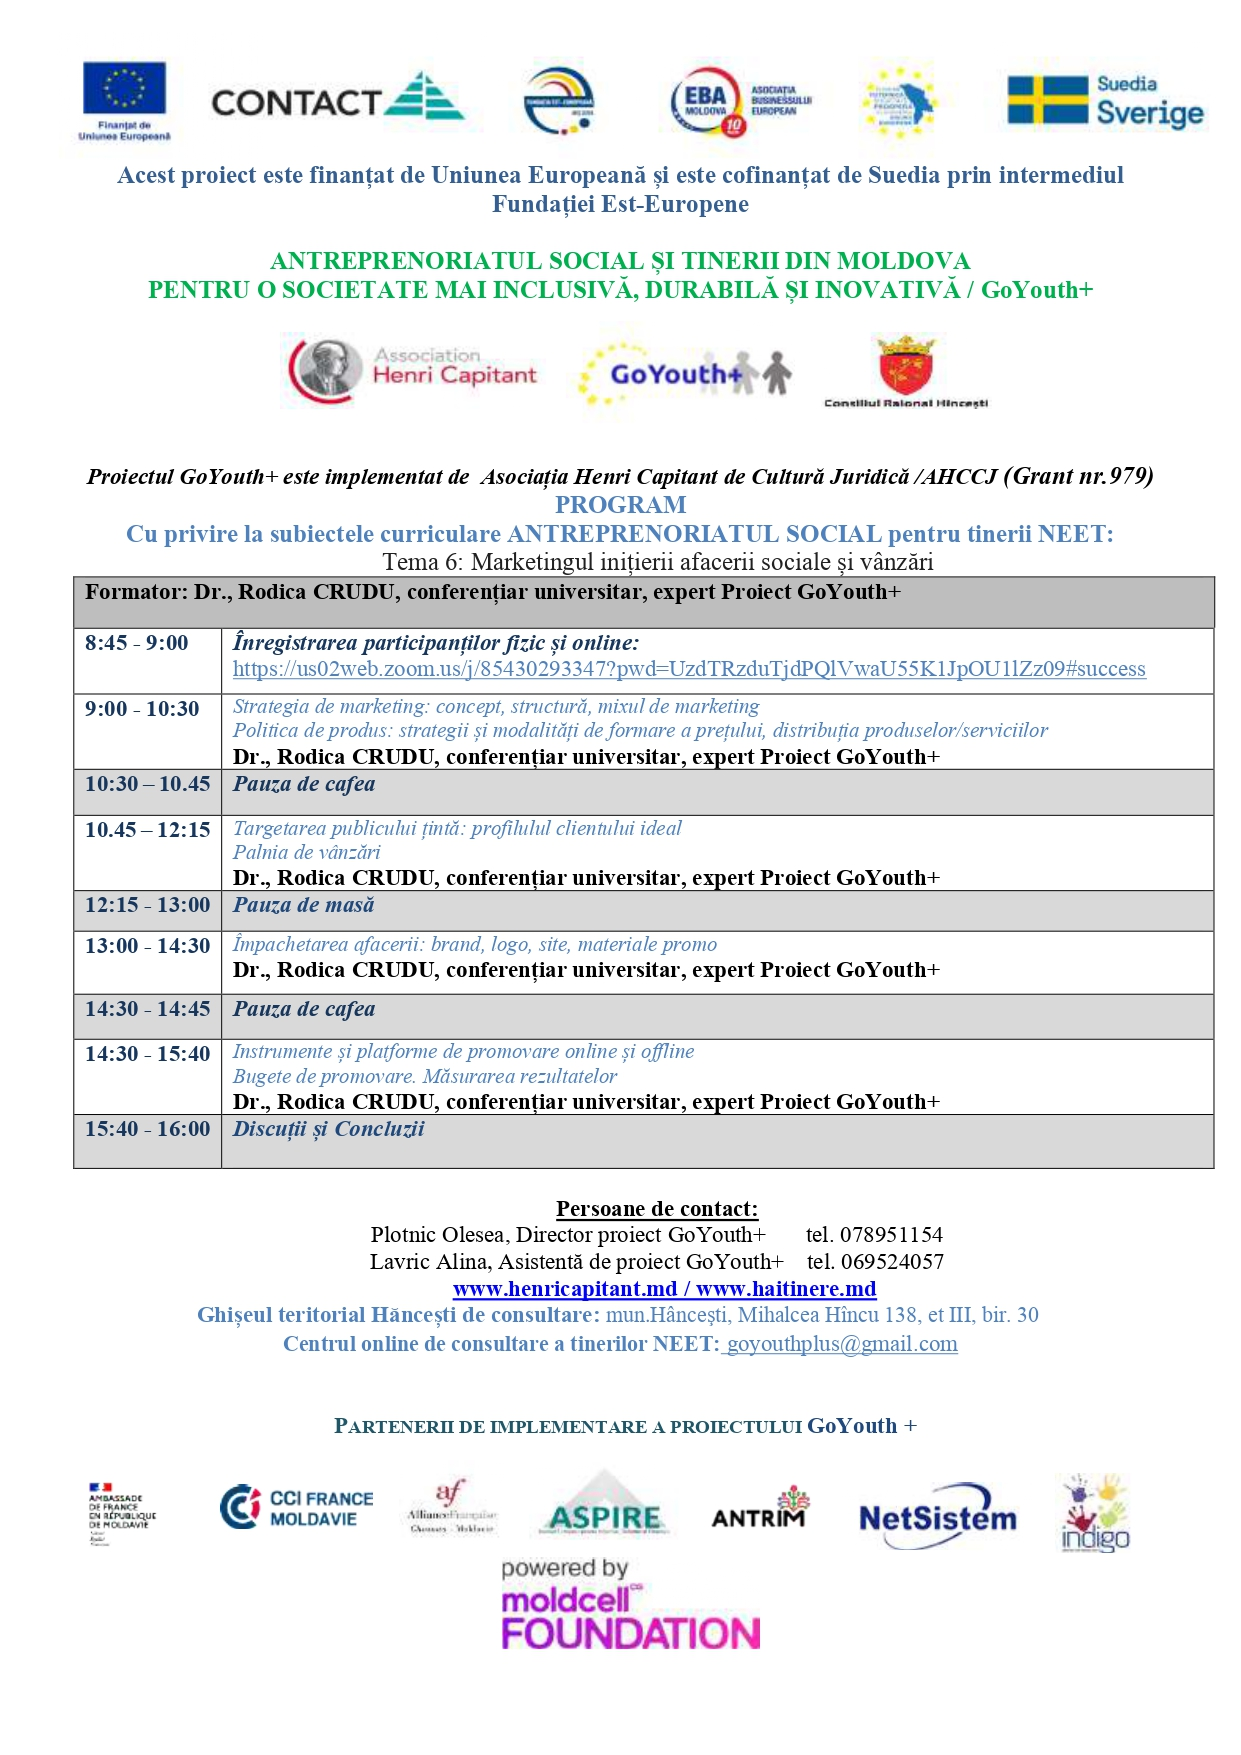 Finanțat de
Uniunea Europeană
CONTACT
EBA
MOLDOVA
10
ASOCIAȚIA
BUSINESSULUI
EUROPEAN
Suedia
Sverige
Acest proiect este finanțat de Uniunea Europeană și este cofinanțat de Suedia prin intermediul
Fundației Est-Europene
ANTREPRENORIATUL SOCIAL ȘI TINERII DIN MOLDOVA
PENTRU O SOCIETATE MAI INCLUSIVĂ, DURABILĂ ȘI INOVATIVĂ / GoYouth+
Association
Henri Capitant
GoYouth+
Consiliul Raional Hîncești
Proiectul GoYouth+ este implementat de Asociația Henri Capitant de Cultură Juridică /AHCCJ (Grant nr.979)
PROGRAM
Cu privire la subiectele curriculare ANTREPRENORIATUL SOCIAL pentru tinerii NEET:
Tema 6: Marketingul inițierii afacerii sociale și vânzări
Formator: Dr., Rodica CRUDU, conferențiar universitar, expert Proiect GoYouth+
8:45 - 9:00 Înregistrarea participanților fizic și online:
https://us02web.zoom.us/j/85430293347?pwd=UzdTRzduTjdPQlVwaU55K1JpOU1lZz09#success
9:00 - 10:30 Strategia de marketing: concept, structură, mixul de marketing
Politica de produs: strategii și modalități de formare a prețului, distribuția produselor/serviciilor
Dr., Rodica CRUDU, conferențiar universitar, expert Proiect GoYouth+
10:30 – 10.45 Pauza de cafea
10.45 – 12:15 Targetarea publicului țintă: profilulul clientului ideal
Palnia de vânzări
Dr., Rodica CRUDU, conferențiar universitar, expert Proiect GoYouth+
12:15 - 13:00 Pauza de masă
13:00 - 14:30 Împachetarea afacerii: brand, logo, site, materiale promo
Dr., Rodica CRUDU, conferențiar universitar, expert Proiect GoYouth+
14:30 - 14:45 Pauza de cafea
14:30 - 15:40 Instrumente și platforme de promovare online și offline
Bugete de promovare. Măsurarea rezultatelor
Dr., Rodica CRUDU, conferențiar universitar, expert Proiect GoYouth+
15:40 - 16:00 Discuții și Concluzii
Persoane de contact:
Plotnic Olesea, Director proiect GoYouth+ tel. 078951154
Lavric Alina, Asistentă de proiect GoYouth+ tel. 069524057
www.henricapitant.md / www.haitinere.md
Ghișeul teritorial Hăncești de consultare: mun.Hâncești, Mihalcea Hîncu 138, et III, bir. 30
Centrul online de consultare a tinerilor NEET: goyouthplus@gmail.com
PARTENERII DE IMPLEMENTARE A PROIECTULUI GoYouth +
AMBASSADE
DE FRANCE
EN RÉPUBLIQUE
DE MOLDAVIE
CCI FRANCE
MOLDAVIE
af
AllianceFrançaise
ASPIRE
ANTRIM
NetSistem
indigo
powered by
moldcell
FOUNDATION